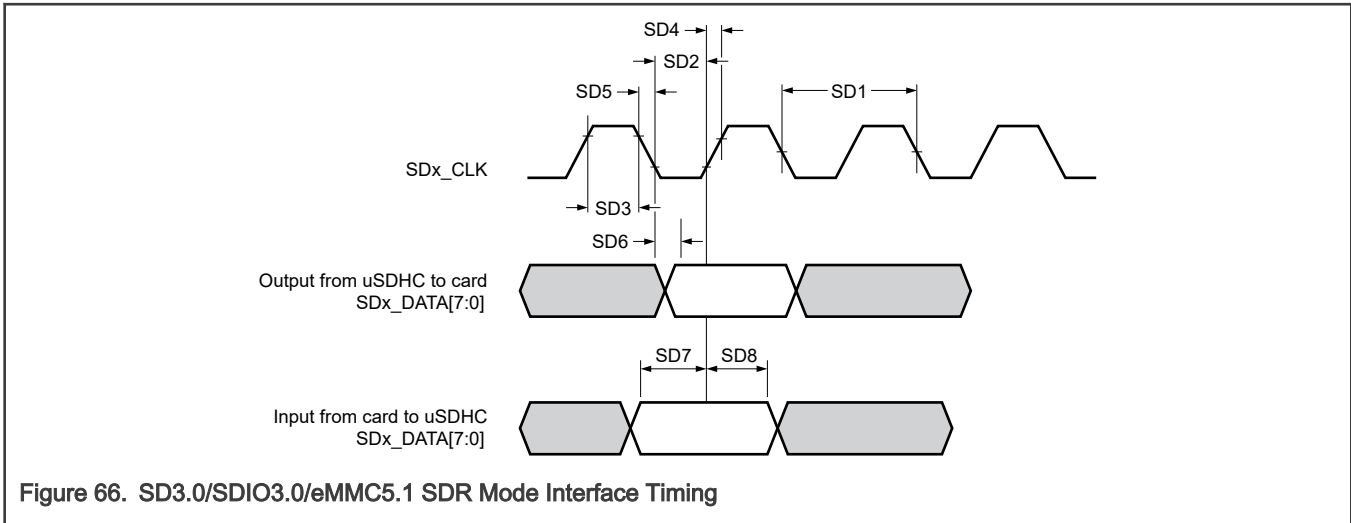 SD4
SD2
SD5
SD1
SDx_CLK
SD3
SD6
Output from uSDHC to card
SDx_DATA[7:0]
SD7 SD8
Input from card to uSDHC
SDx_DATA[7:0]
Figure 66. SD3.0/SDIO3.0/eMMC5.1 SDR Mode Interface Timing